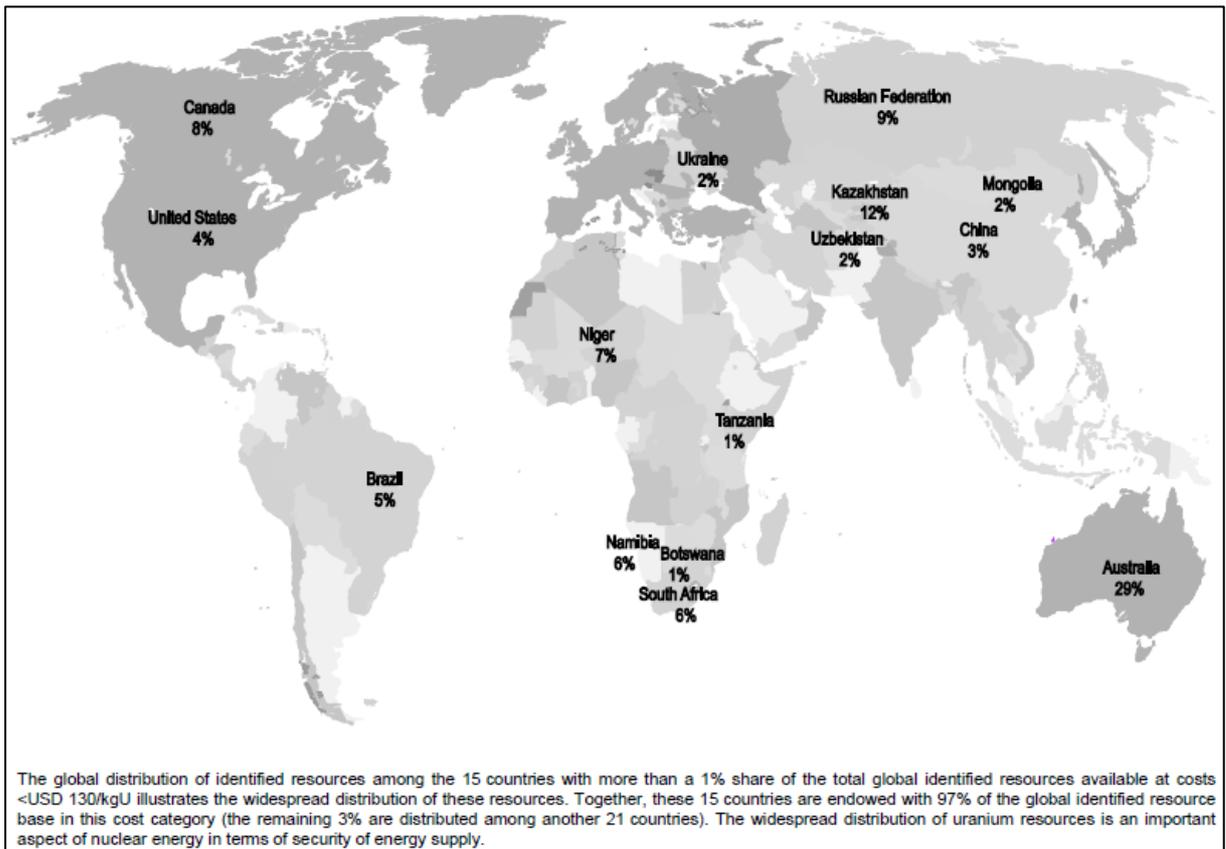 Canada
8%
United States
4%
Russian Federation
9%
Ukraine
2%
Kazakhstan
12%
Mongolia
2%
Uzbekistan
2%
China
3%
Niger
7%
Tanzania
1%
Brazil
5%
Namibia
6%
Botswana
1%
South Africa
6%
Australia
29%
The global distribution of identified resources among the 15 countries with more than a 1% share of the total global identified resources available at costs
<USD 130/kgU illustrates the widespread distribution of these resources. Together, these 15 countries are endowed with 97% of the global identified resource
base in this cost category (the remaining 3% are distributed among another 21 countries). The widespread distribution of uranium resources is an important
aspect of nuclear energy in terms of security of energy supply.